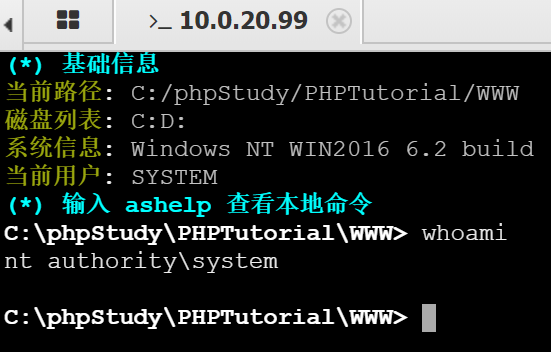 >_ 10.0.20.99
(*) 基础信息
当前路径: C:/phpStudy/PHPTutorial/WWW
磁盘列表: C:D:
系统信息: Windows NT WIN2016 6.2 build
当前用户: SYSTEM
(*) 输入 ashelp 查看本地命令
C:\phpStudy\PHPTutorial\WWW> whoami
nt authority\system
C:\phpStudy\PHPTutorial\WWW>